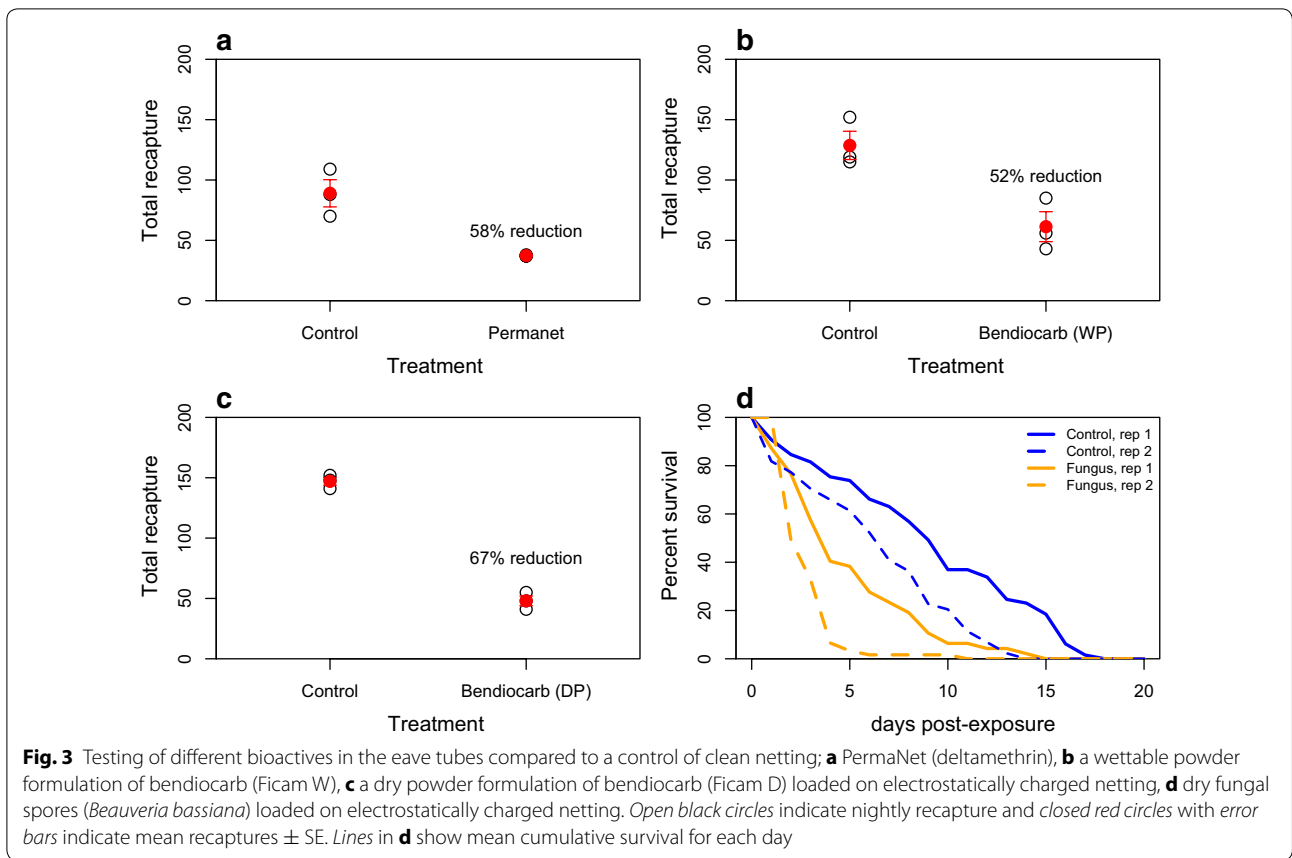 a
Total recapture
200
150
100
50
0
58% reduction
Control
Permanet
Treatment
b
Total recapture
200
150
100
50
0
52% reduction
Control
Bendiocarb (WP)
Treatment
c
Total recapture
200
150
100
50
0
67% reduction
Control
Bendiocarb (DP)
Treatment
d
Percent survival
100
80
60
40
20
0
Control, rep 1
Control, rep 2
Fungus, rep 1
Fungus, rep 2
0 5 10 15 20
days post-exposure
Fig. 3 Testing of different bioactives in the eave tubes compared to a control of clean netting; a PermaNet (deltamethrin), b a wettable powder
formulation of bendiocarb (Ficam W), c a dry powder formulation of bendiocarb (Ficam D) loaded on electrostatically charged netting, d dry fungal
spores (Beauveria bassiana) loaded on electrostatically charged netting. Open black circles indicate nightly recapture and closed red circles with error
bars indicate mean recaptures ± SE. Lines in d show mean cumulative survival for each day